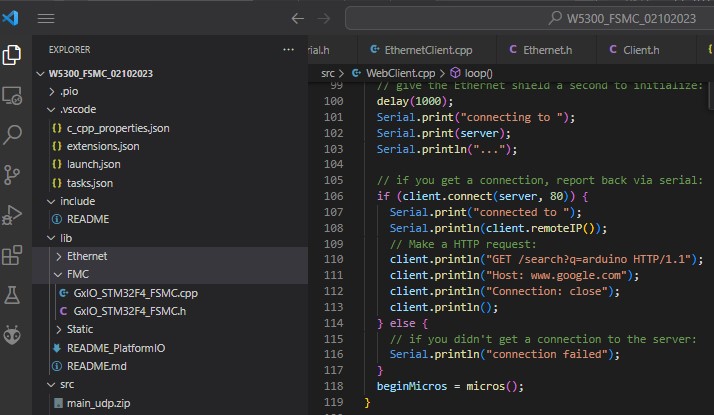 W5300_FSMC_02102023
EXPLORER
...
W5300_FSMC_02102023
.pio
.vscode
{} c_cpp_properties.json
{} extensions.json
{} launch.json
{} tasks.json
include
README
lib
Ethernet
FMC
GxIO_STM32F4_FSMC.cpp
C GxIO_STM32F4_FSMC.h
Static
README_PlatformIO
README.md
src
main_udp.zip
rial.h
EthernetClient.cpp
C Ethernet.h
C Client.h
src > WebClient.cpp > loop()
99 // give the Ethernet shield a second to initialize:
100 delay(1000);
101 Serial.print("connecting to ");
102 Serial.print(server);
103 Serial.println("...");
104
105 // if you get a connection, report back via serial:
106 if (client.connect(server, 80)) {
107 Serial.print("connected to ");
108 Serial.println(client.remoteIP());
109 // Make a HTTP request:
110 client.println("GET /search?q=arduino HTTP/1.1");
111 client.println("Host: www.google.com");
112 client.println("Connection: close");
113 client.println();
114 } else {
115 // if you didn't get a connection to the server:
116 Serial.println("connection failed");
117 }
118 beginMicros = micros();
119 }